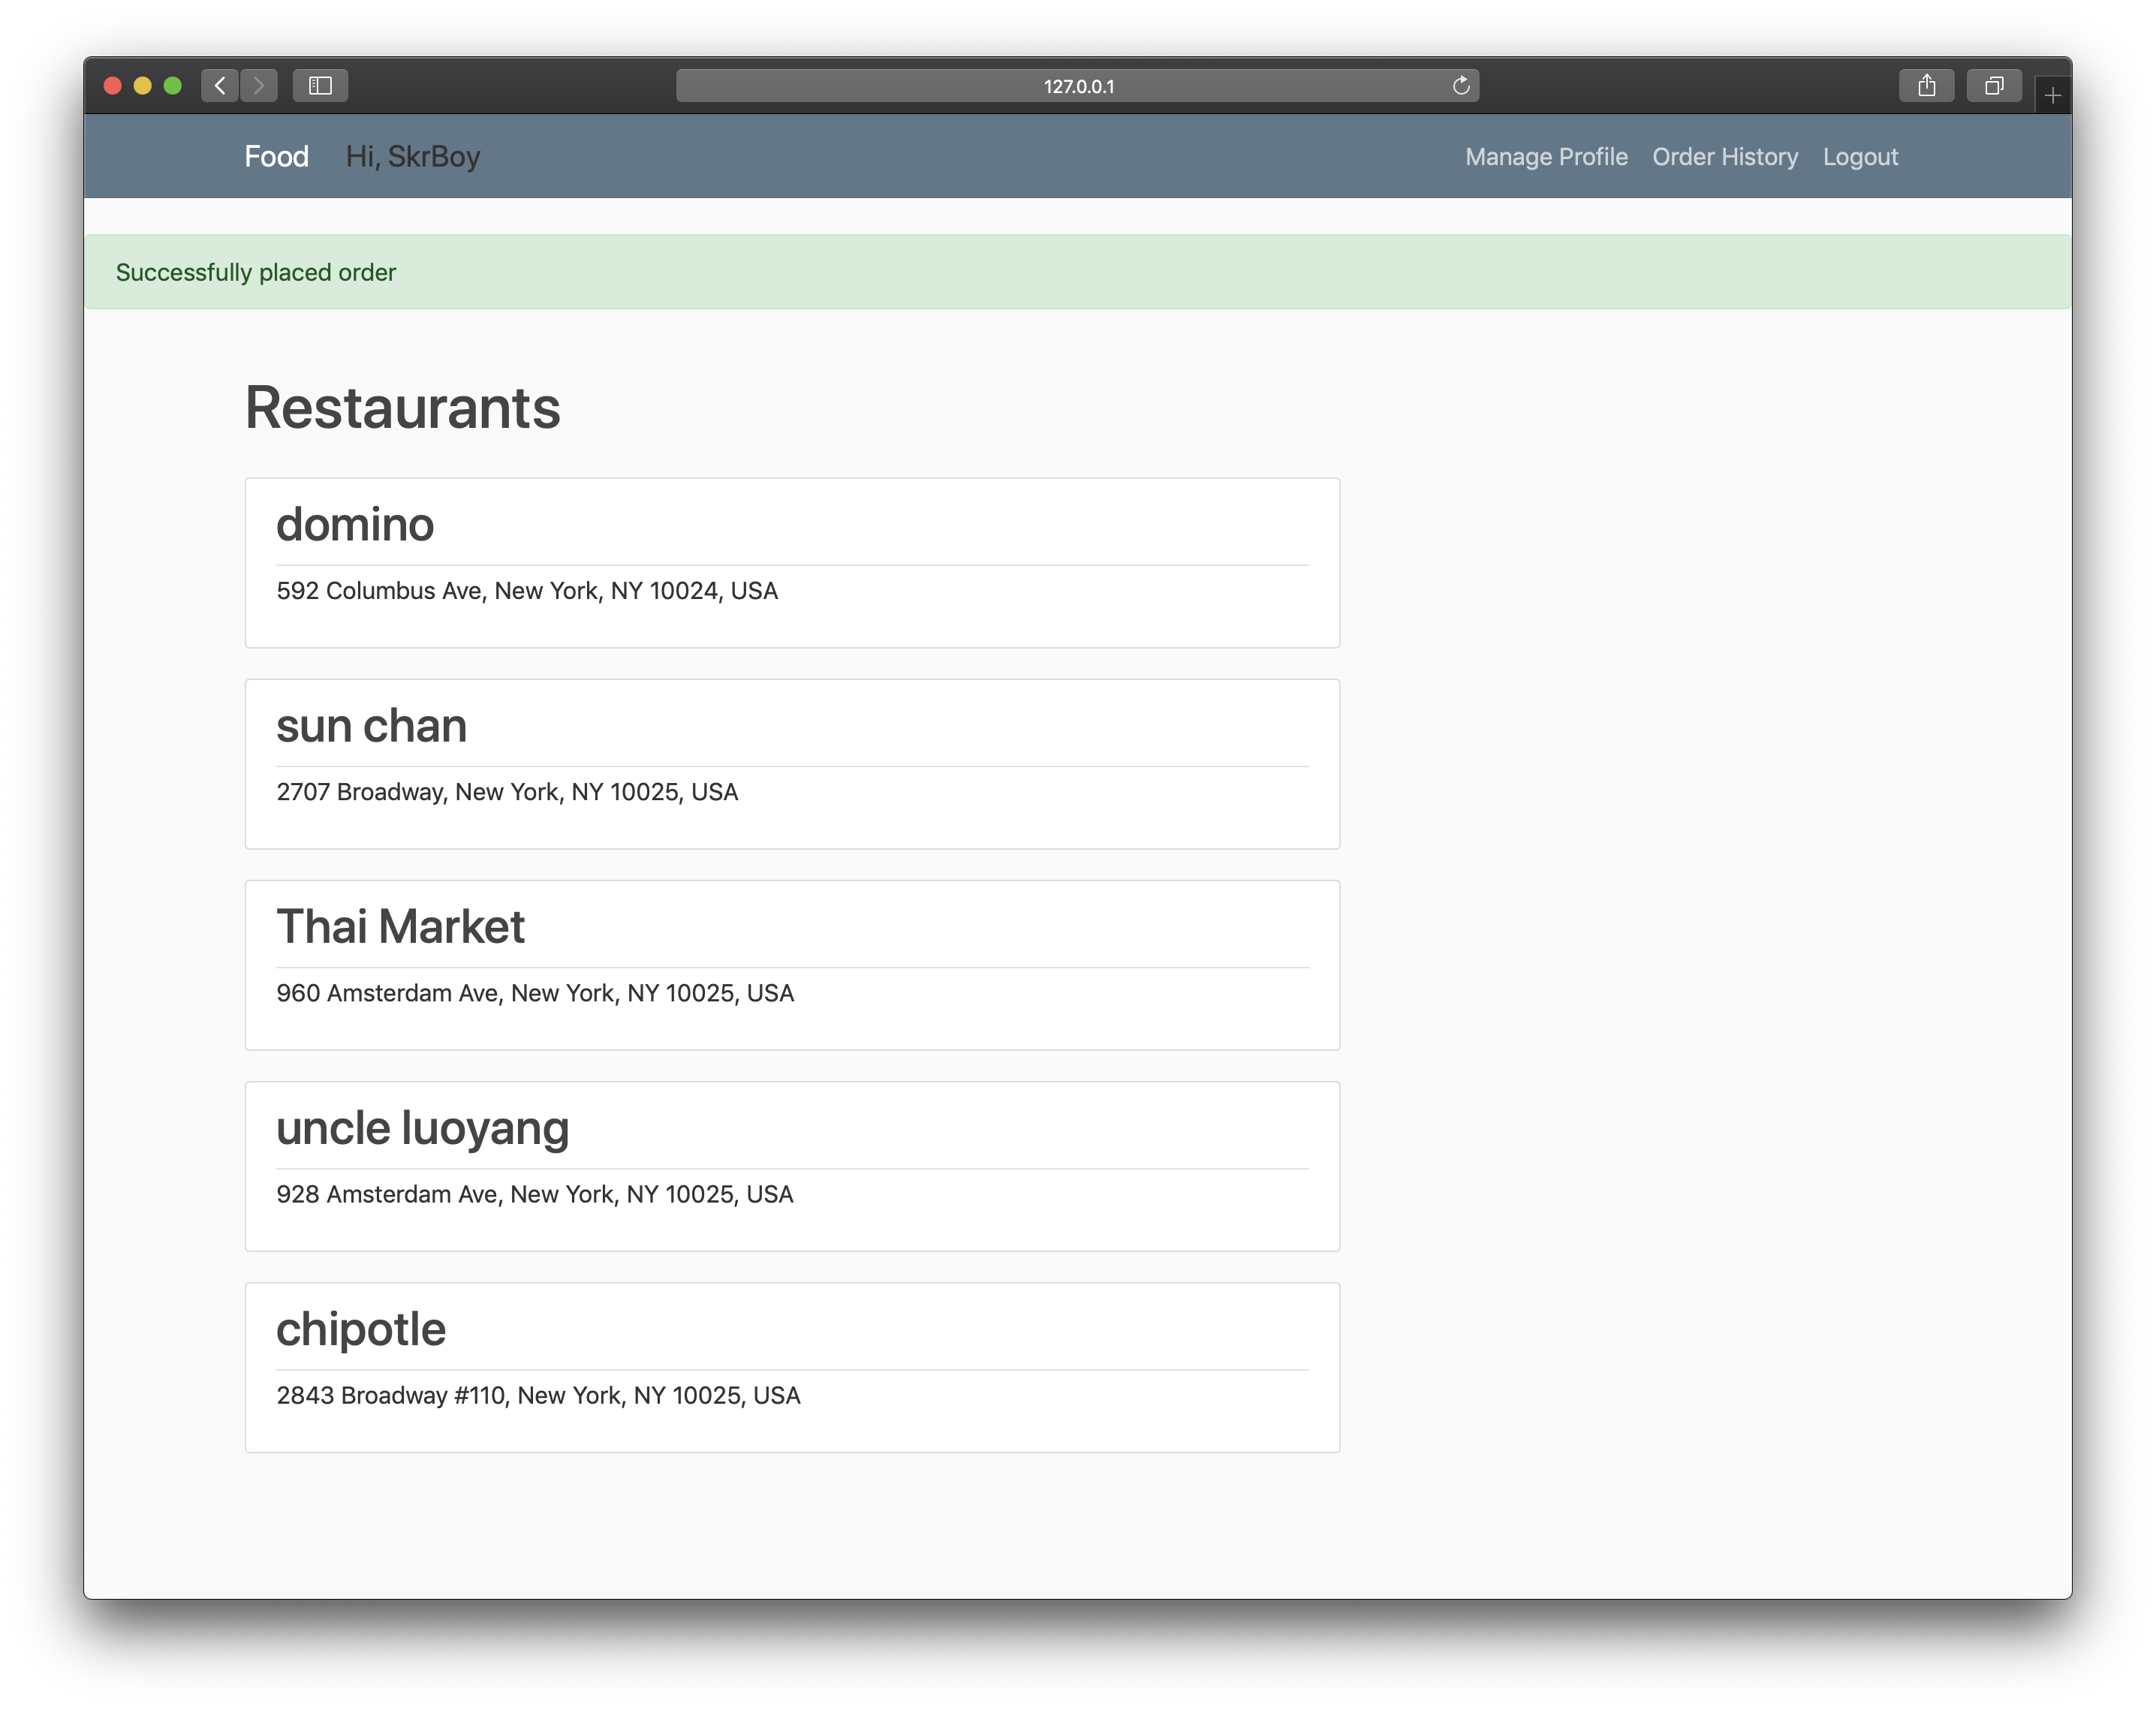 127.0.0.1
Food Hi, SkrBoy Manage Profile Order History Logout
Successfully placed order
Restaurants
domino
592 Columbus Ave, New York, NY 10024, USA
sun chan
2707 Broadway, New York, NY 10025, USA
Thai Market
960 Amsterdam Ave, New York, NY 10025, USA
uncle luoyang
928 Amsterdam Ave, New York, NY 10025, USA
chipotle
2843 Broadway #110, New York, NY 10025, USA